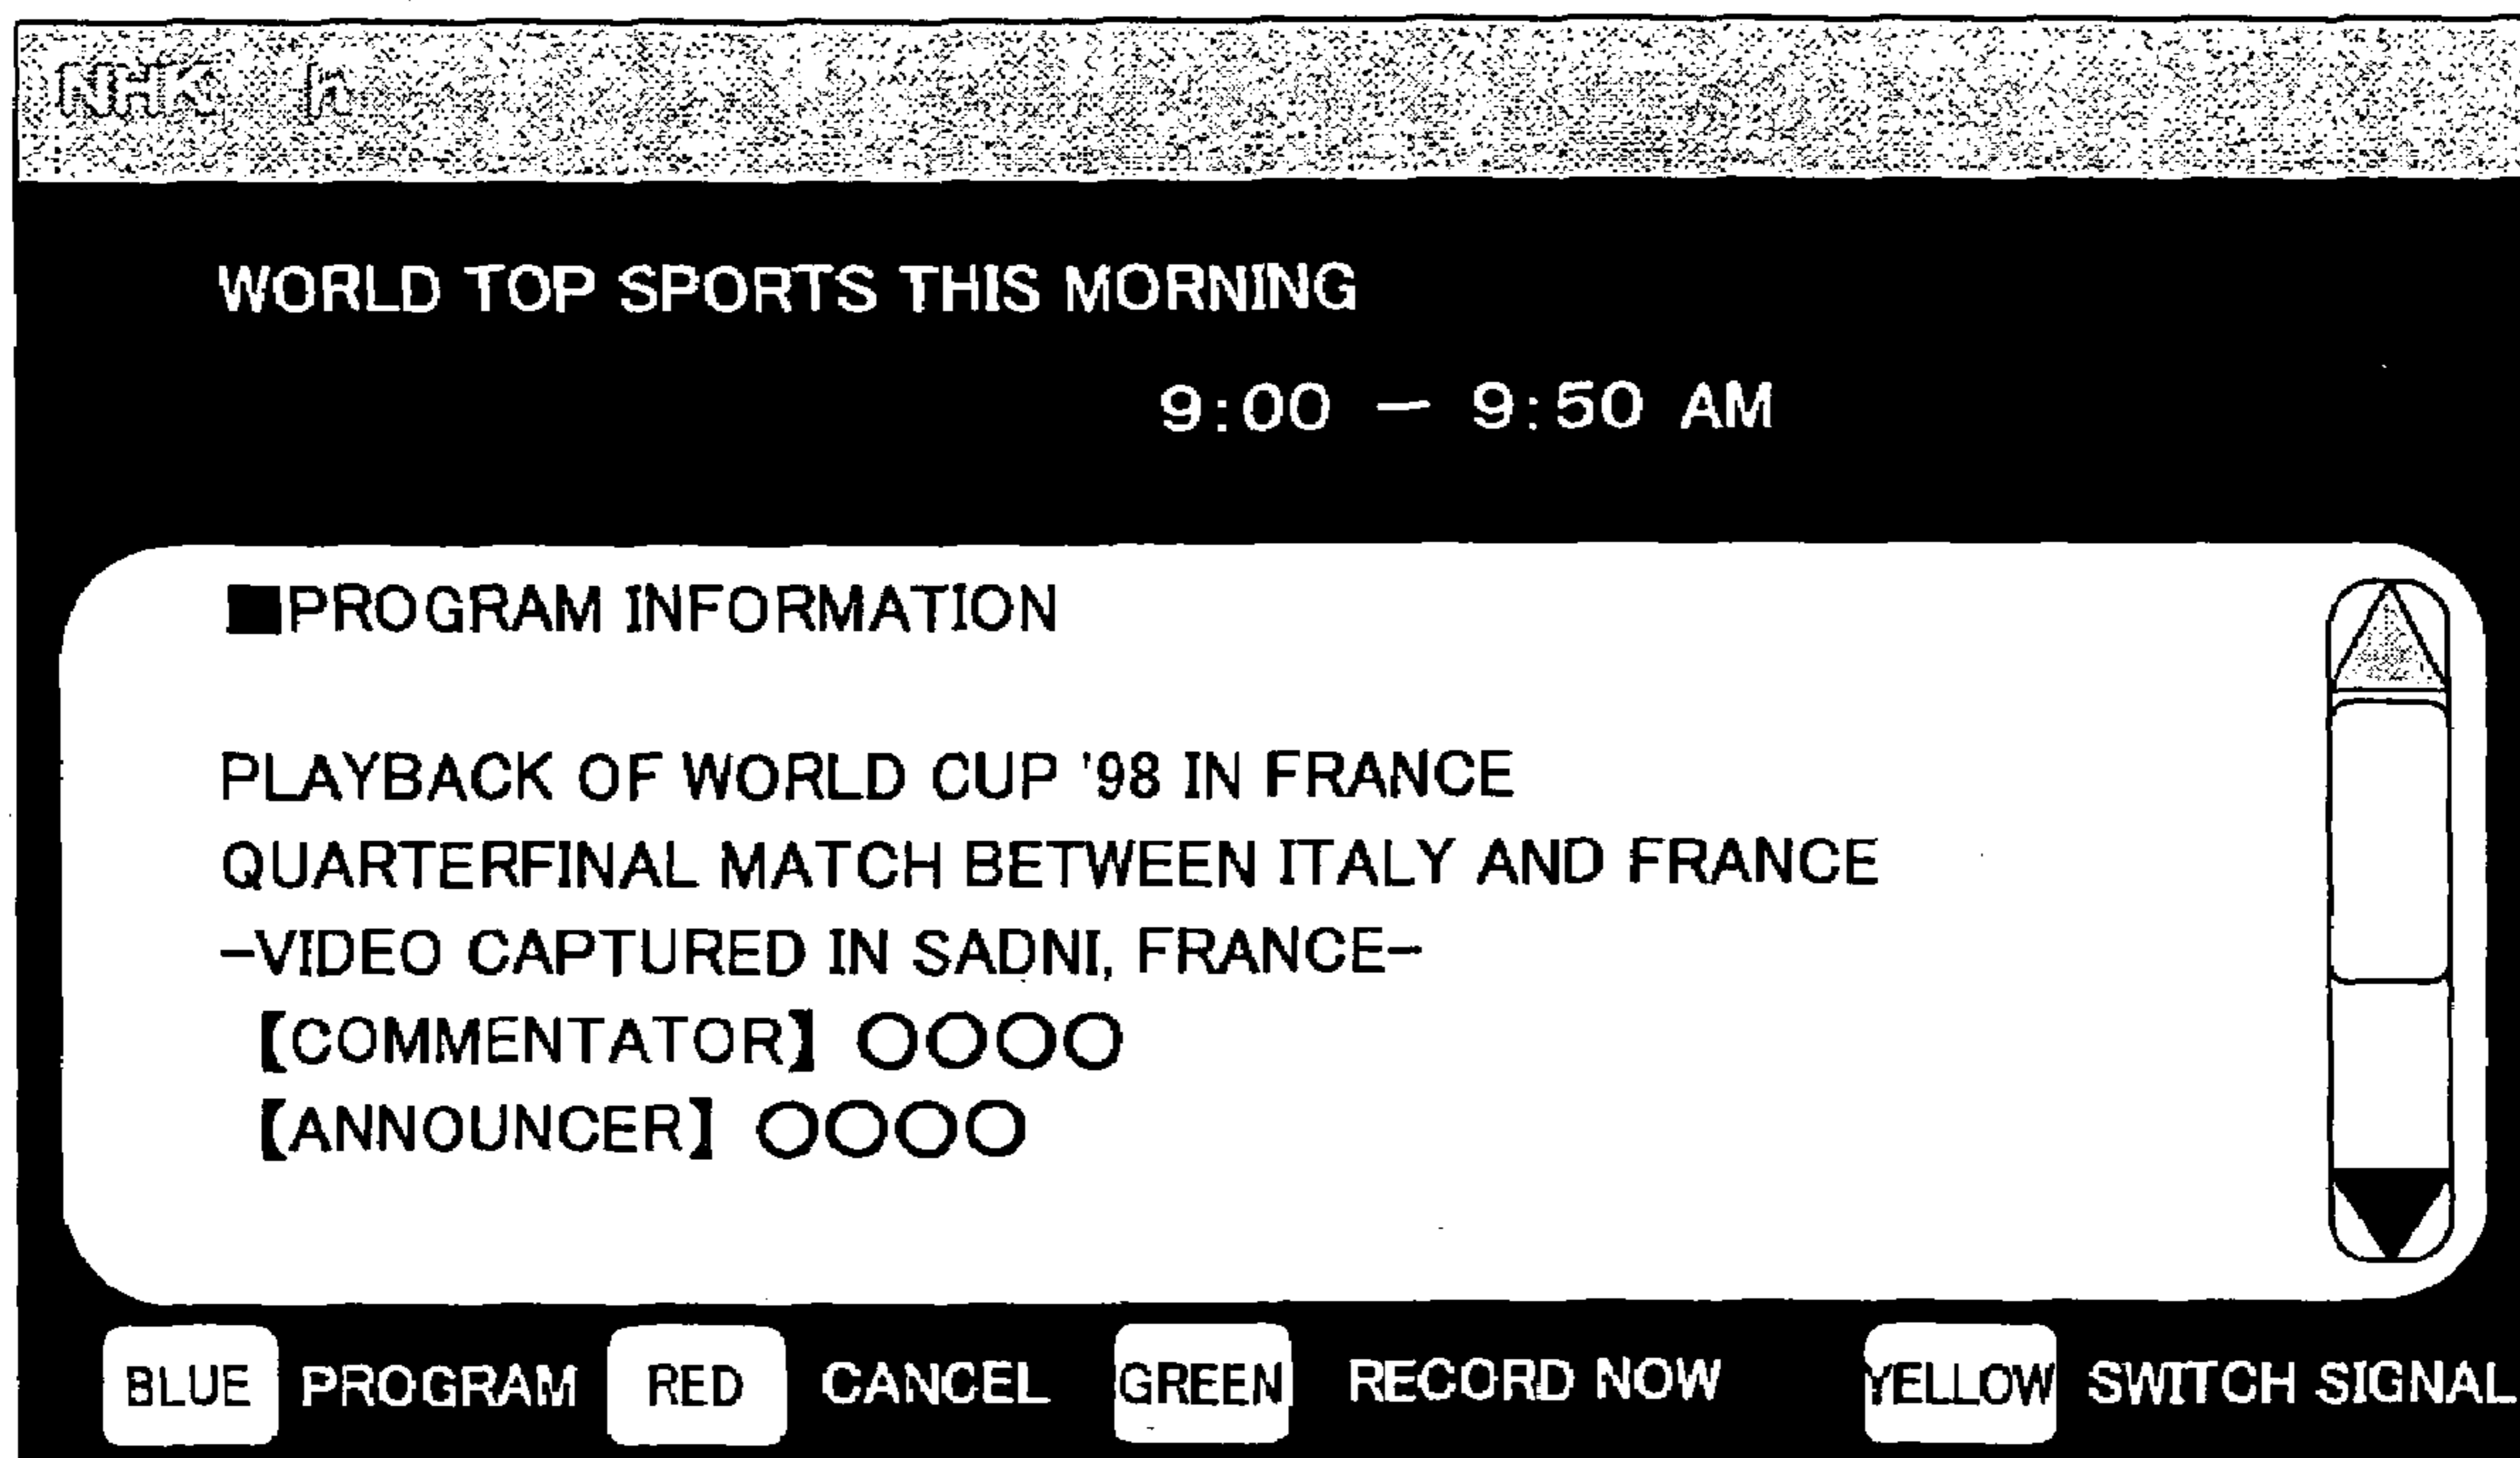 NHK h
WORLD TOP SPORTS THIS MORNING
9:00 － 9:50 AM
■PROGRAM INFORMATION
PLAYBACK OF WORLD CUP '98 IN FRANCE
QUARTERFINAL MATCH BETWEEN ITALY AND FRANCE
－VIDEO CAPTURED IN SADNI, FRANCE－
【COMMENTATOR】 〇〇〇〇
【ANNOUNCER】 〇〇〇〇
BLUE PROGRAM RED CANCEL GREEN RECORD NOW YELLOW SWITCH SIGNAL